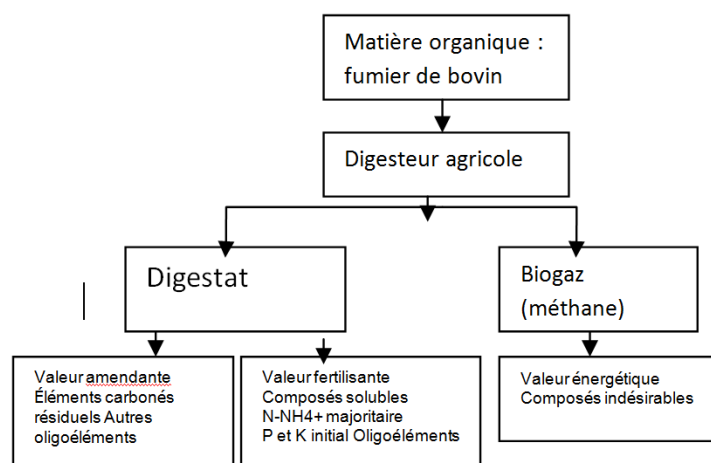 Matière organique :
fumier de bovin
Digesteur agricole
Digestat
Biogaz
(méthane)
Valeur amendante
Éléments carbonés
résiduels Autres
oligoéléments
Valeur fertilisante
Composés solubles
N-NH4+ majoritaire
P et K initial Oligoéléments
Valeur énergétique
Composés indésirables